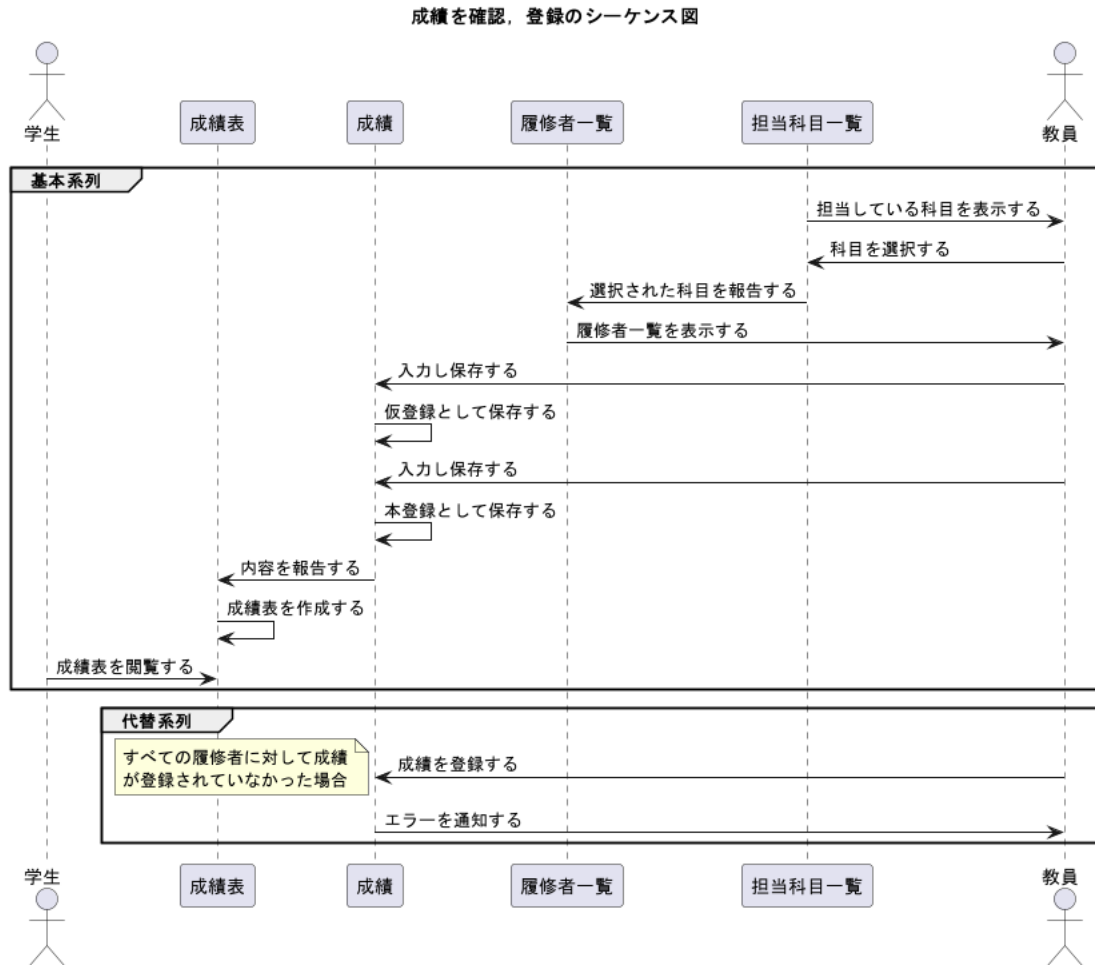 成績を確認，登録のシーケンス図
学生
成績表
成績
履修者一覧
担当科目一覧
教員
基本系列
担当している科目を表示する
科目を選択する
選択された科目を報告する
履修者一覧を表示する
入力し保存する
仮登録として保存する
入力し保存する
本登録として保存する
内容を報告する
成績表を作成する
成績表を閲覧する
代替系列
すべての履修者に対して成績
が登録されていなかった場合
成績を登録する
エラーを通知する
学生
成績表
成績
履修者一覧
担当科目一覧
教員